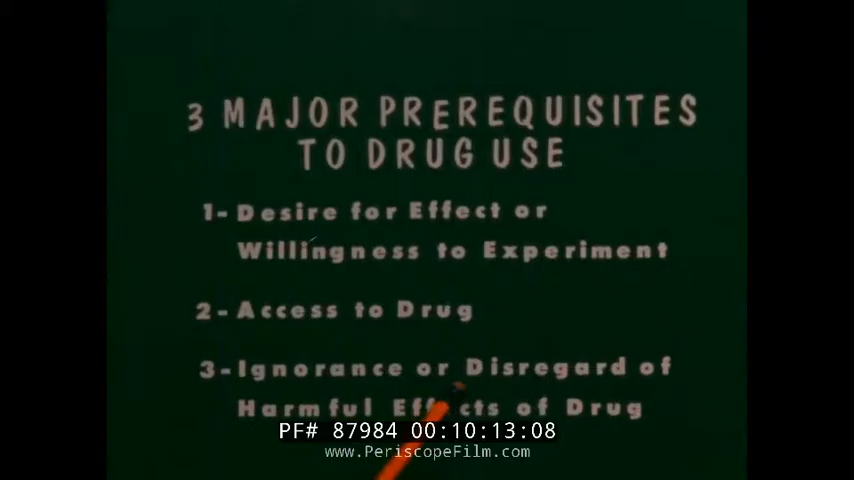 3 MAJOR PREREQUISITES
TO DRUG USE
1- Desire for Effect or
Willingness to Experiment
2- Access to Drug
3- Ignorance or Disregard of
Harmful Effects of Drug
PF# 87984 00:10:13:08
www.PeriscopeFilm.com